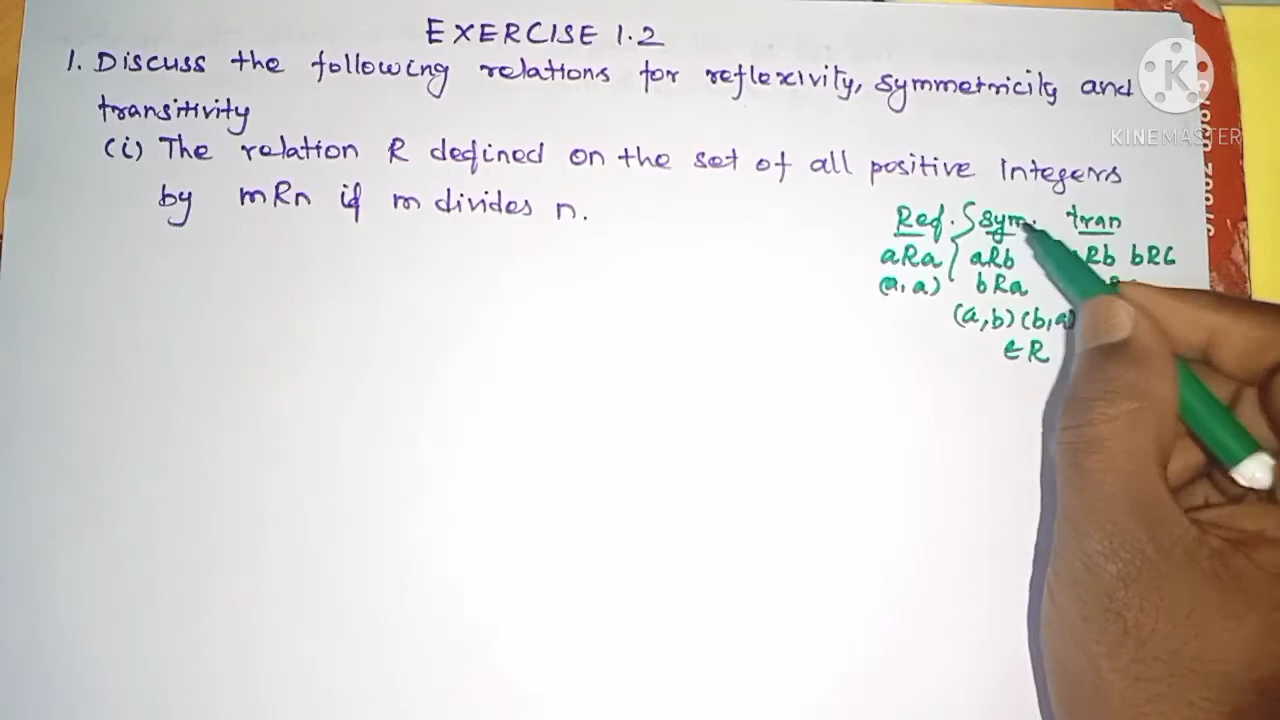 EXERCISE 1.2
1. Discuss the following relations for reflexivity, symmetricity and
transitivity
(i) The relation R defined on the set of all positive integers
by mRn if m divides n.
Ref. sym. tran
aRa aRb Rb bRC
(a,a) bRa
(a,b) (b,a)
∈R
KINEMASTER